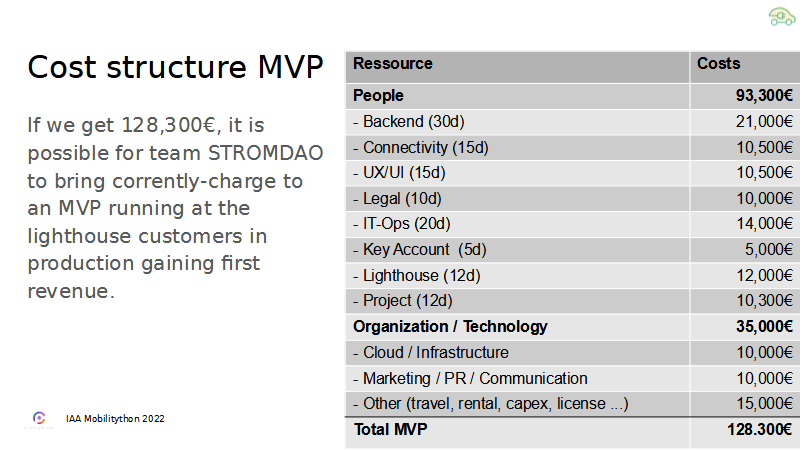 Cost structure MVP
If we get 128,300€, it is
possible for team STROMDAO
to bring corrently-charge to
an MVP running at the
lighthouse customers in
production gaining first
revenue.
Ressource Costs
People 93,300€
- Backend (30d) 21,000€
- Connectivity (15d) 10,500€
- UX/UI (15d) 10,500€
- Legal (10d) 10,000€
- IT-Ops (20d) 14,000€
- Key Account (5d) 5,000€
- Lighthouse (12d) 12,000€
- Project (12d) 10,300€
Organization / Technology 35,000€
- Cloud / Infrastructure 10,000€
- Marketing / PR / Communication 10,000€
- Other (travel, rental, capex, license ...) 15,000€
Total MVP 128.300€
IAA Mobilitython 2022